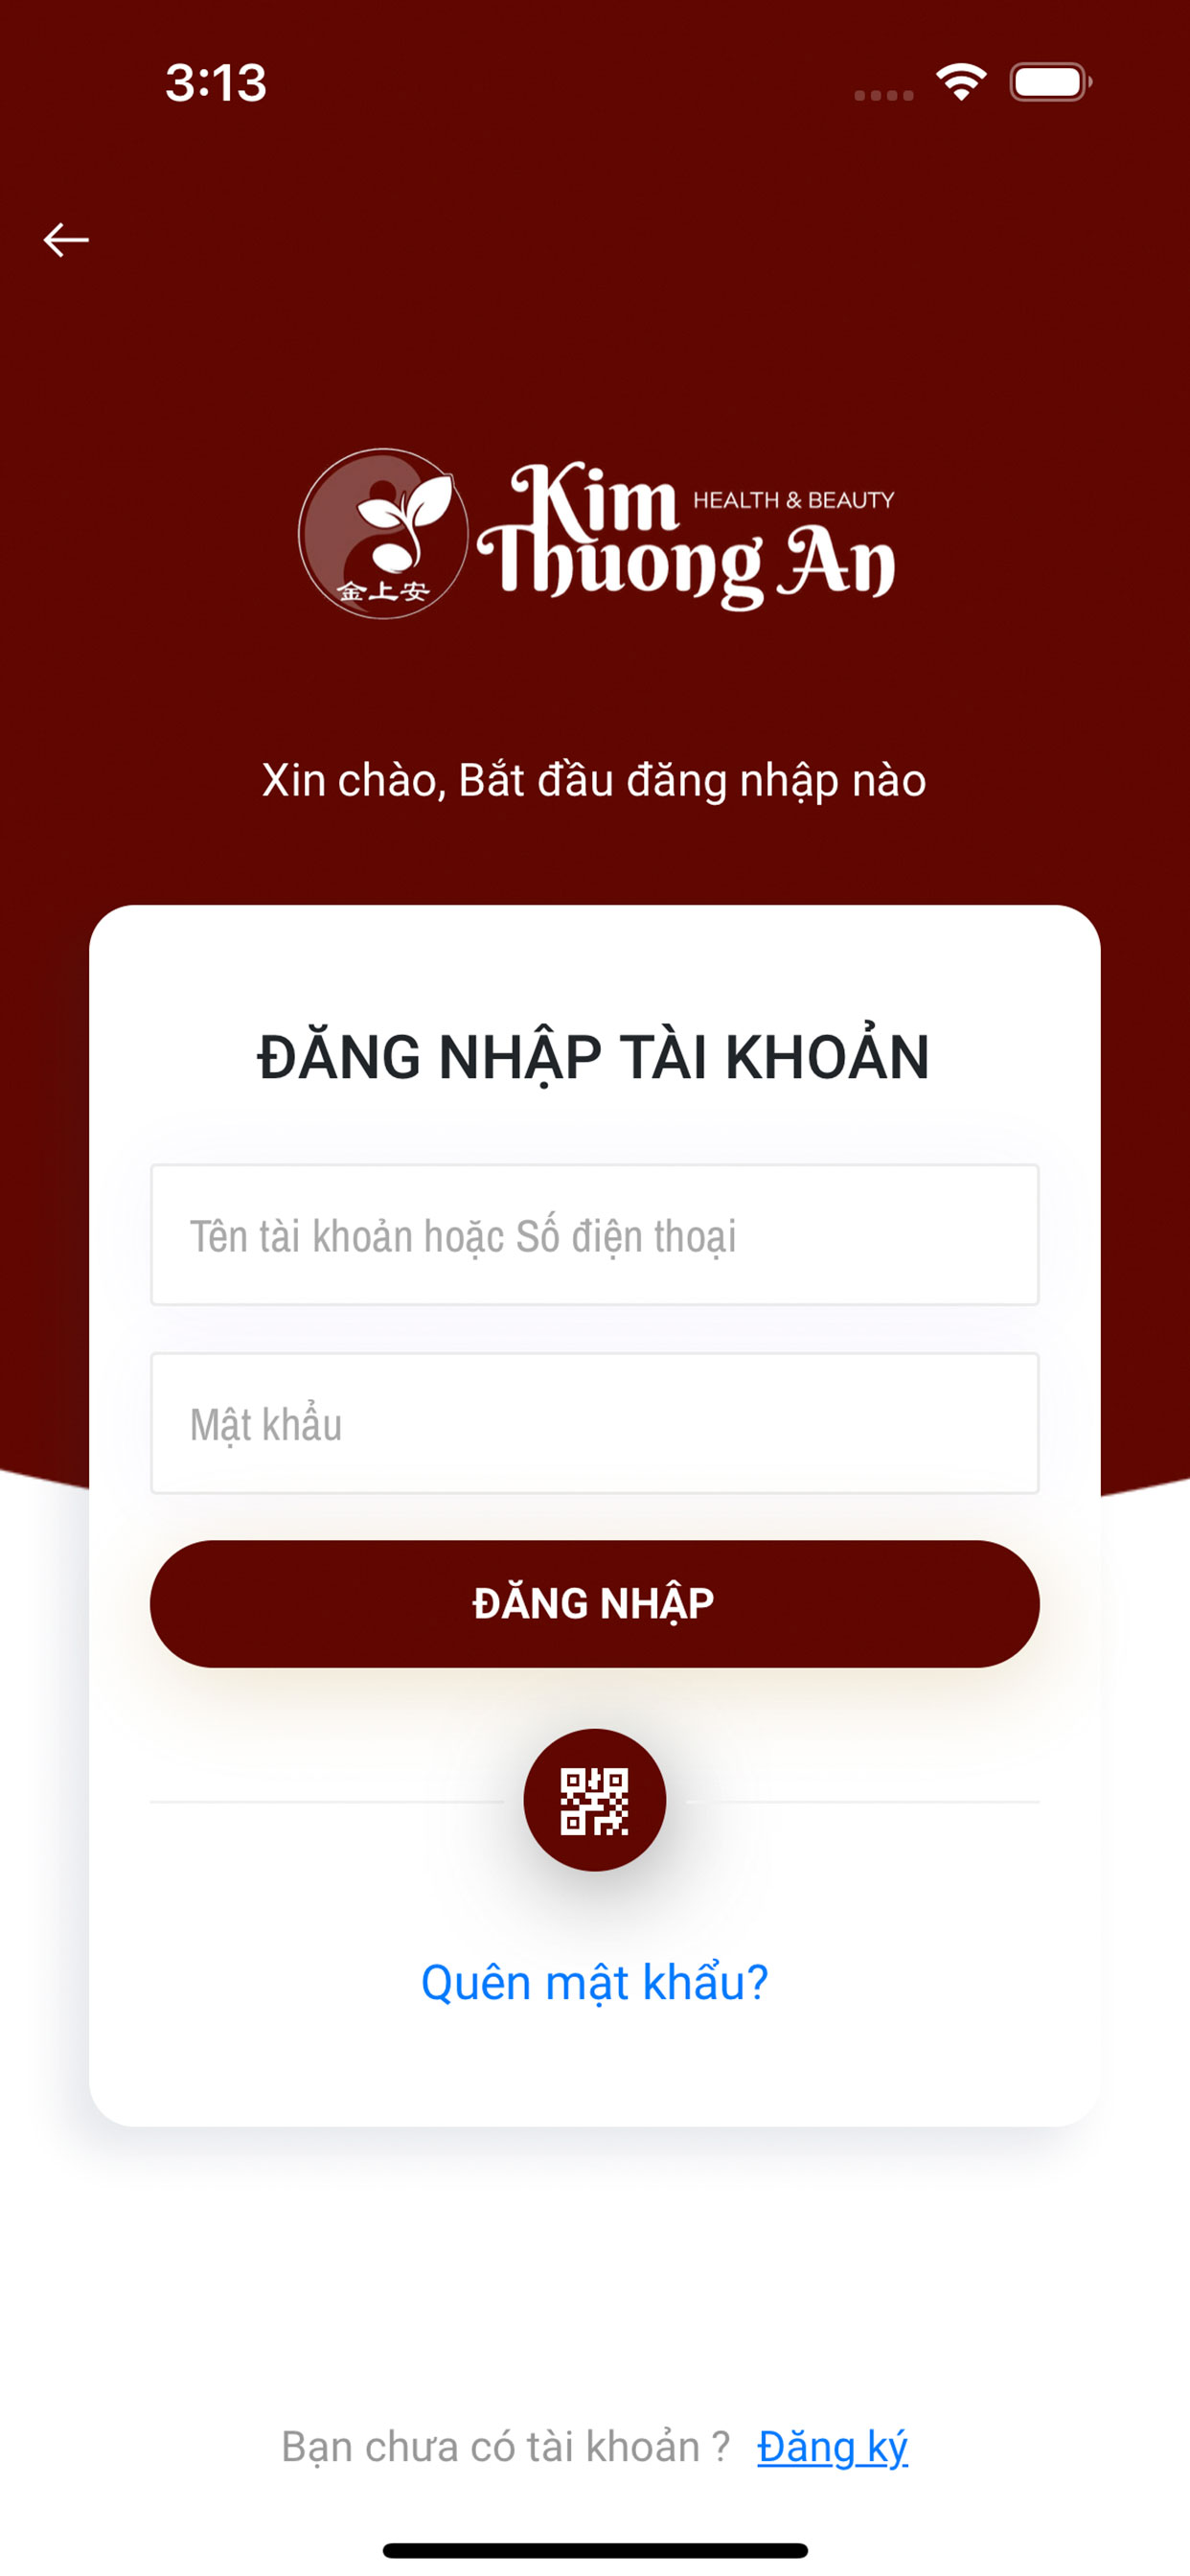 3:13
Kim HEALTH & BEAUTY
Thuong An
金上安
Xin chào, Bắt đầu đăng nhập nào
ĐĂNG NHẬP TÀI KHOẢN
Tên tài khoản hoặc Số điện thoại
Mật khẩu
ĐĂNG NHẬP
Quên mật khẩu?
Bạn chưa có tài khoản ? Đăng ký